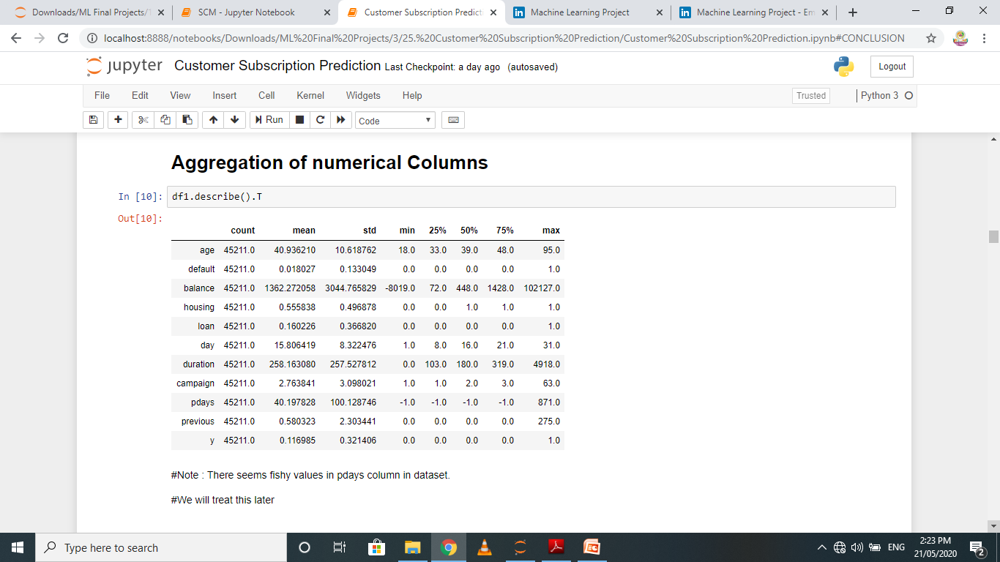 Downloads/ML Final Projects/
SCM - Jupyter Notebook
Customer Subscription Predict
Machine Learning Project
Machine Learning Project - Em
localhost:8888/notebooks/Downloads/ML%20Final%20Projects/3/25.%20Customer%20Subscription%20Prediction/Customer%20Subscription%20Prediction.ipynb#CONCLUSION
jupyter Customer Subscription Prediction Last Checkpoint: a day ago (autosaved)
Logout
File Edit View Insert Cell Kernel Widgets Help
Trusted
Python 3
Run
Code
Aggregation of numerical Columns
In [10]: df1.describe().T
Out[10]:
count mean std min 25% 50% 75% max
age 45211.0 40.936210 10.618762 18.0 33.0 39.0 48.0 95.0
default 45211.0 0.018027 0.133049 0.0 0.0 0.0 0.0 1.0
balance 45211.0 1362.272058 3044.765829 -8019.0 72.0 448.0 1428.0 102127.0
housing 45211.0 0.555838 0.496878 0.0 0.0 1.0 1.0 1.0
loan 45211.0 0.160226 0.366820 0.0 0.0 0.0 0.0 1.0
day 45211.0 15.806419 8.322476 1.0 8.0 16.0 21.0 31.0
duration 45211.0 258.163080 257.527812 0.0 103.0 180.0 319.0 4918.0
campaign 45211.0 2.763841 3.098021 1.0 1.0 2.0 3.0 63.0
pdays 45211.0 40.197828 100.128746 -1.0 -1.0 -1.0 -1.0 871.0
previous 45211.0 0.580323 2.303441 0.0 0.0 0.0 0.0 275.0
y 45211.0 0.116985 0.321406 0.0 0.0 0.0 0.0 1.0
#Note : There seems fishy values in pdays column in dataset.
#We will treat this later
Type here to search
ENG
2:23 PM
21/05/2020
2